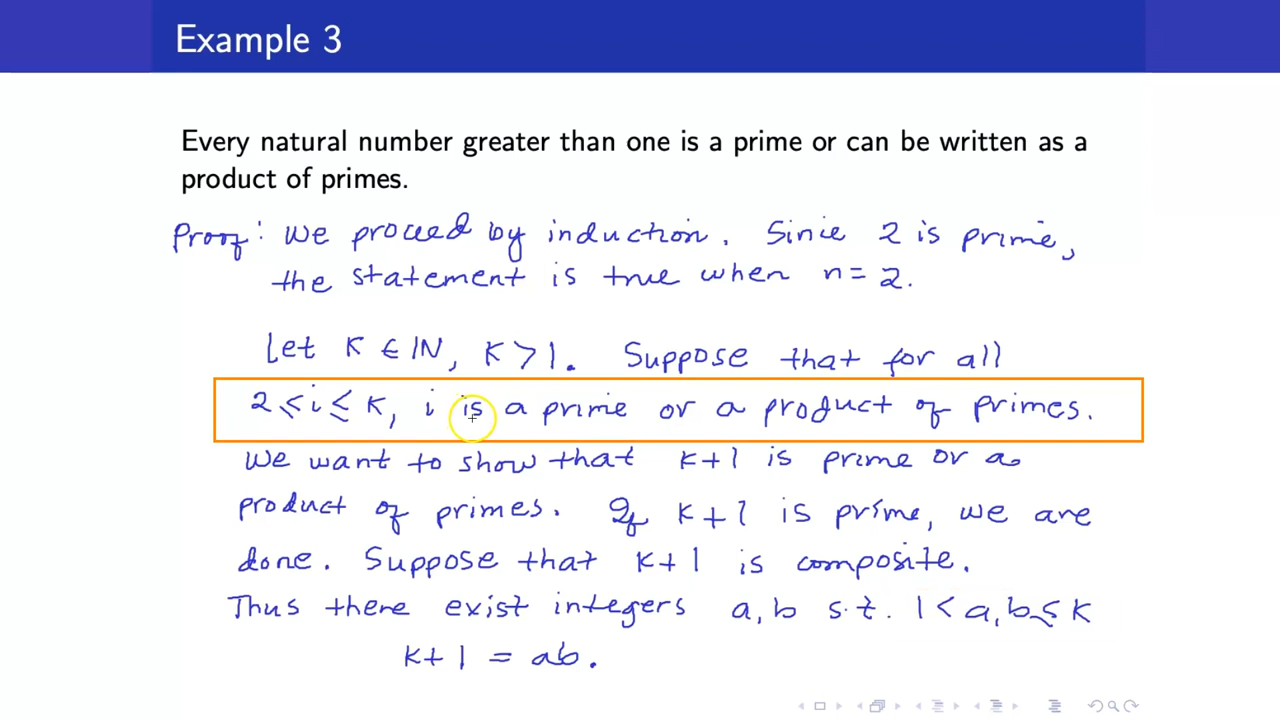 Example 3
Every natural number greater than one is a prime or can be written as a
product of primes.
Proof: We proceed by induction. Since 2 is prime,
the statement is true when n=2.
Let K ∈ ℕ, K>1. Suppose that for all
2≤i≤K, i is a prime or a product of primes.
We want to show that K+1 is prime or a
product of primes. If K+1 is prime, we are
done. Suppose that K+1 is composite.
Thus there exist integers a,b s.t. 1<a,b≤K
K+1 = ab.